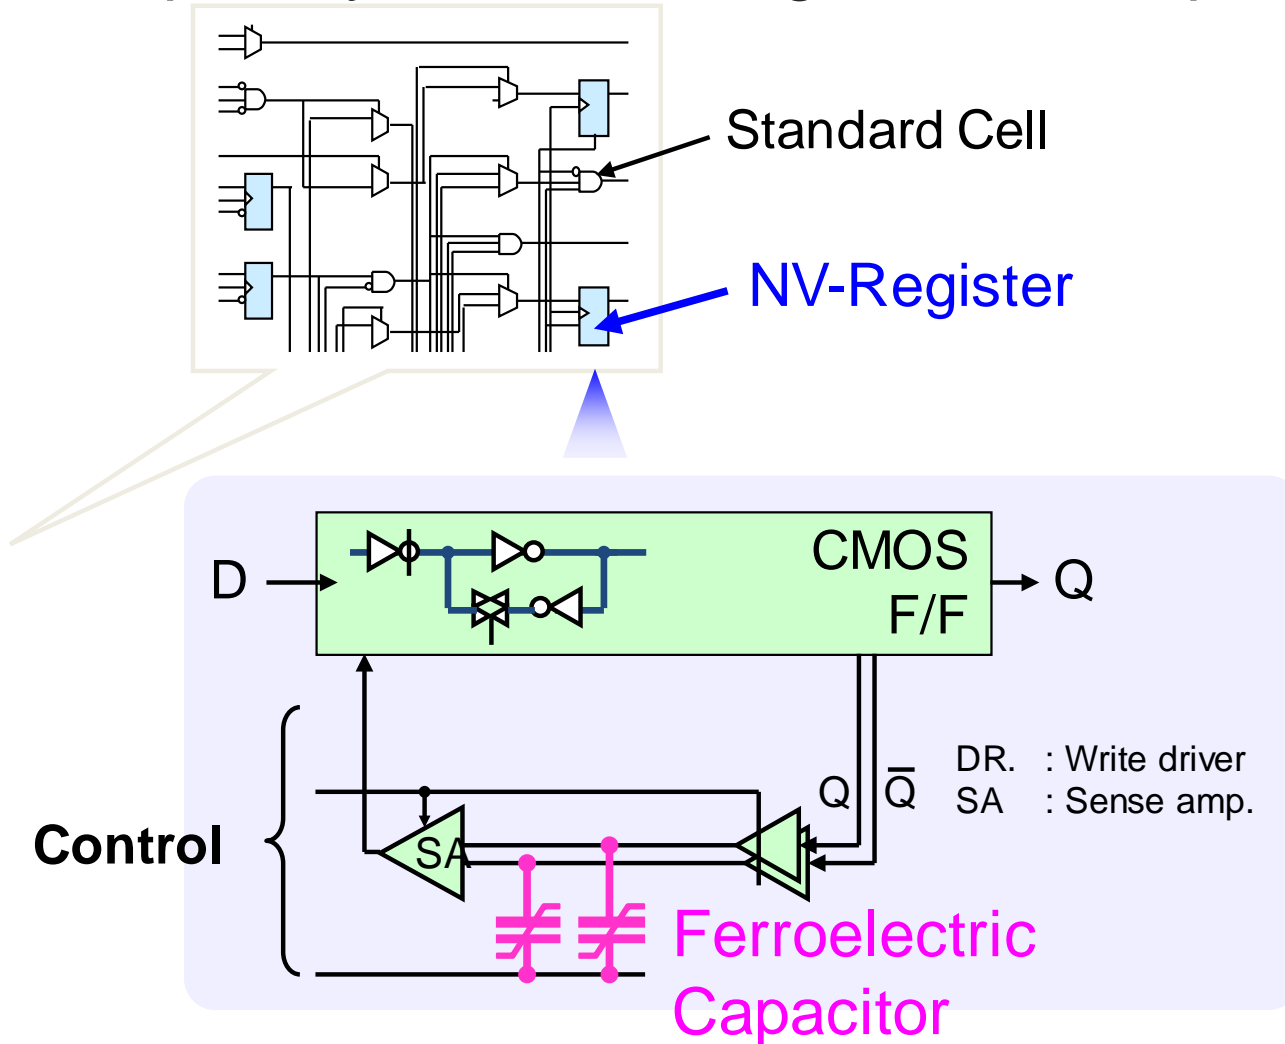 Standard Cell
NV-Register
D
CMOS
F/F
Q
Q Q̅
DR. : Write driver
SA : Sense amp.
Control
SA
Ferroelectric
Capacitor